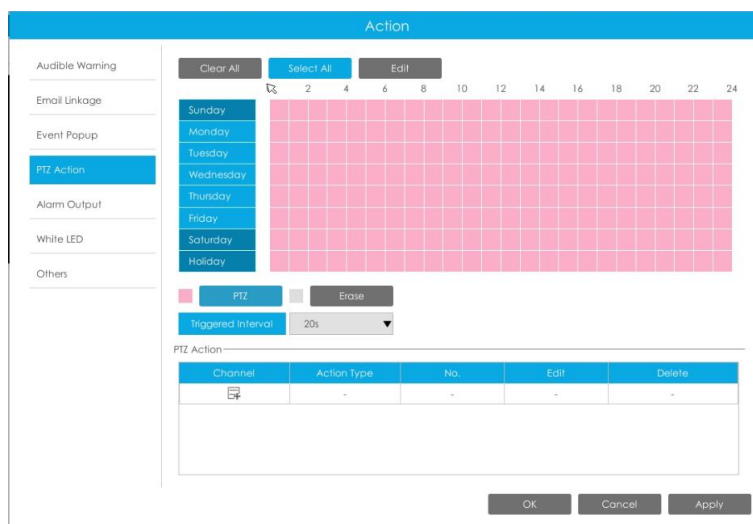 Action
Audible Warning
Email Linkage
Event Popup
PTZ Action
Alarm Output
White LED
Others
Clear All Select All Edit
2 4 6 8 10 12 14 16 18 20 22 24
Sunday
Monday
Tuesday
Wednesday
Thursday
Friday
Saturday
Holiday
PTZ Erase
Triggered Interval 20s
PTZ Action
Channel Action Type No. Edit Delete
- - - -
OK Cancel Apply